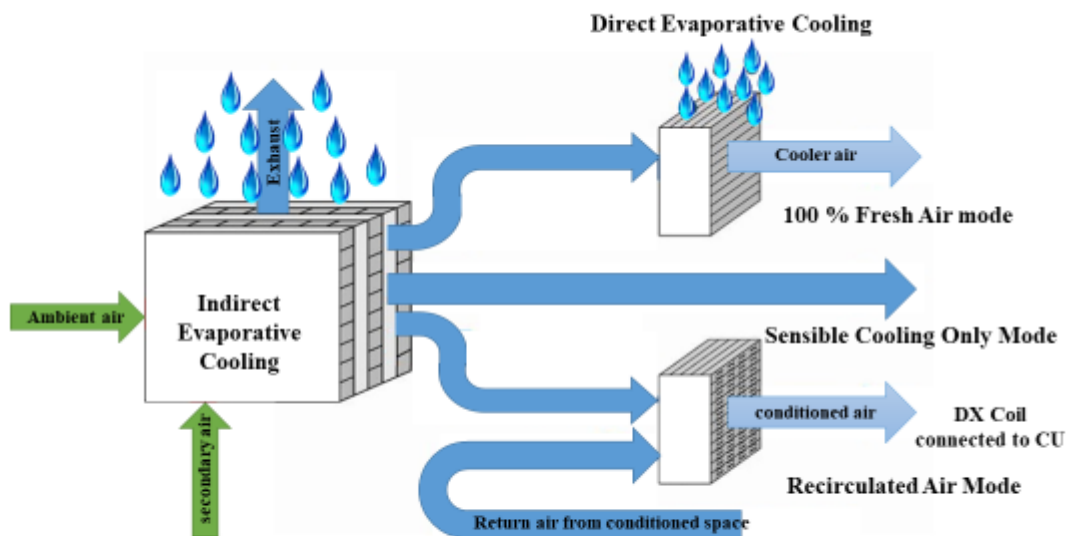 Direct Evaporative Cooling
Exhaust
Cooler air
100 % Fresh Air mode
Ambient air
Indirect
Evaporative
Cooling
Sensible Cooling Only Mode
secondary air
conditioned air
DX Coil
connected to CU
Recirculated Air Mode
Return air from conditioned space